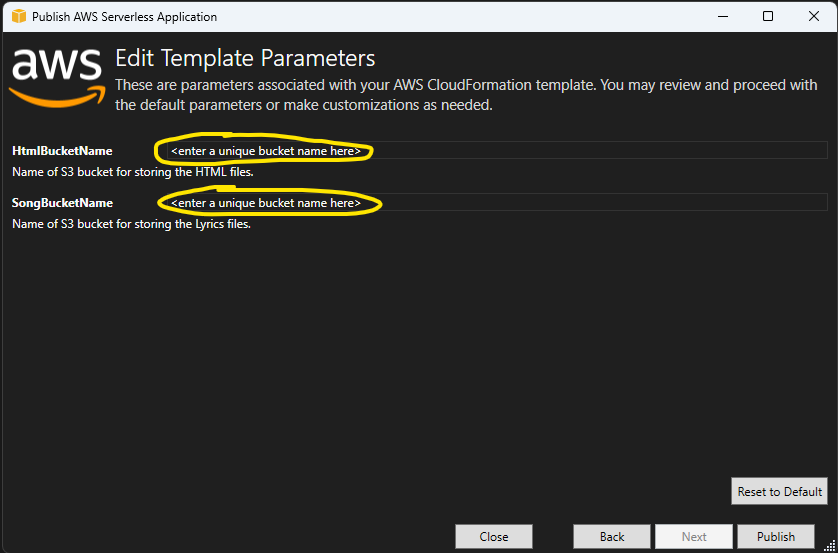 Publish AWS Serverless Application
aws
Edit Template Parameters
These are parameters associated with your AWS CloudFormation template. You may review and proceed with
the default parameters or make customizations as needed.
HtmlBucketName <enter a unique bucket name here>
Name of S3 bucket for storing the HTML files.
SongBucketName <enter a unique bucket name here>
Name of S3 bucket for storing the Lyrics files.
Reset to Default
Close Back Next Publish